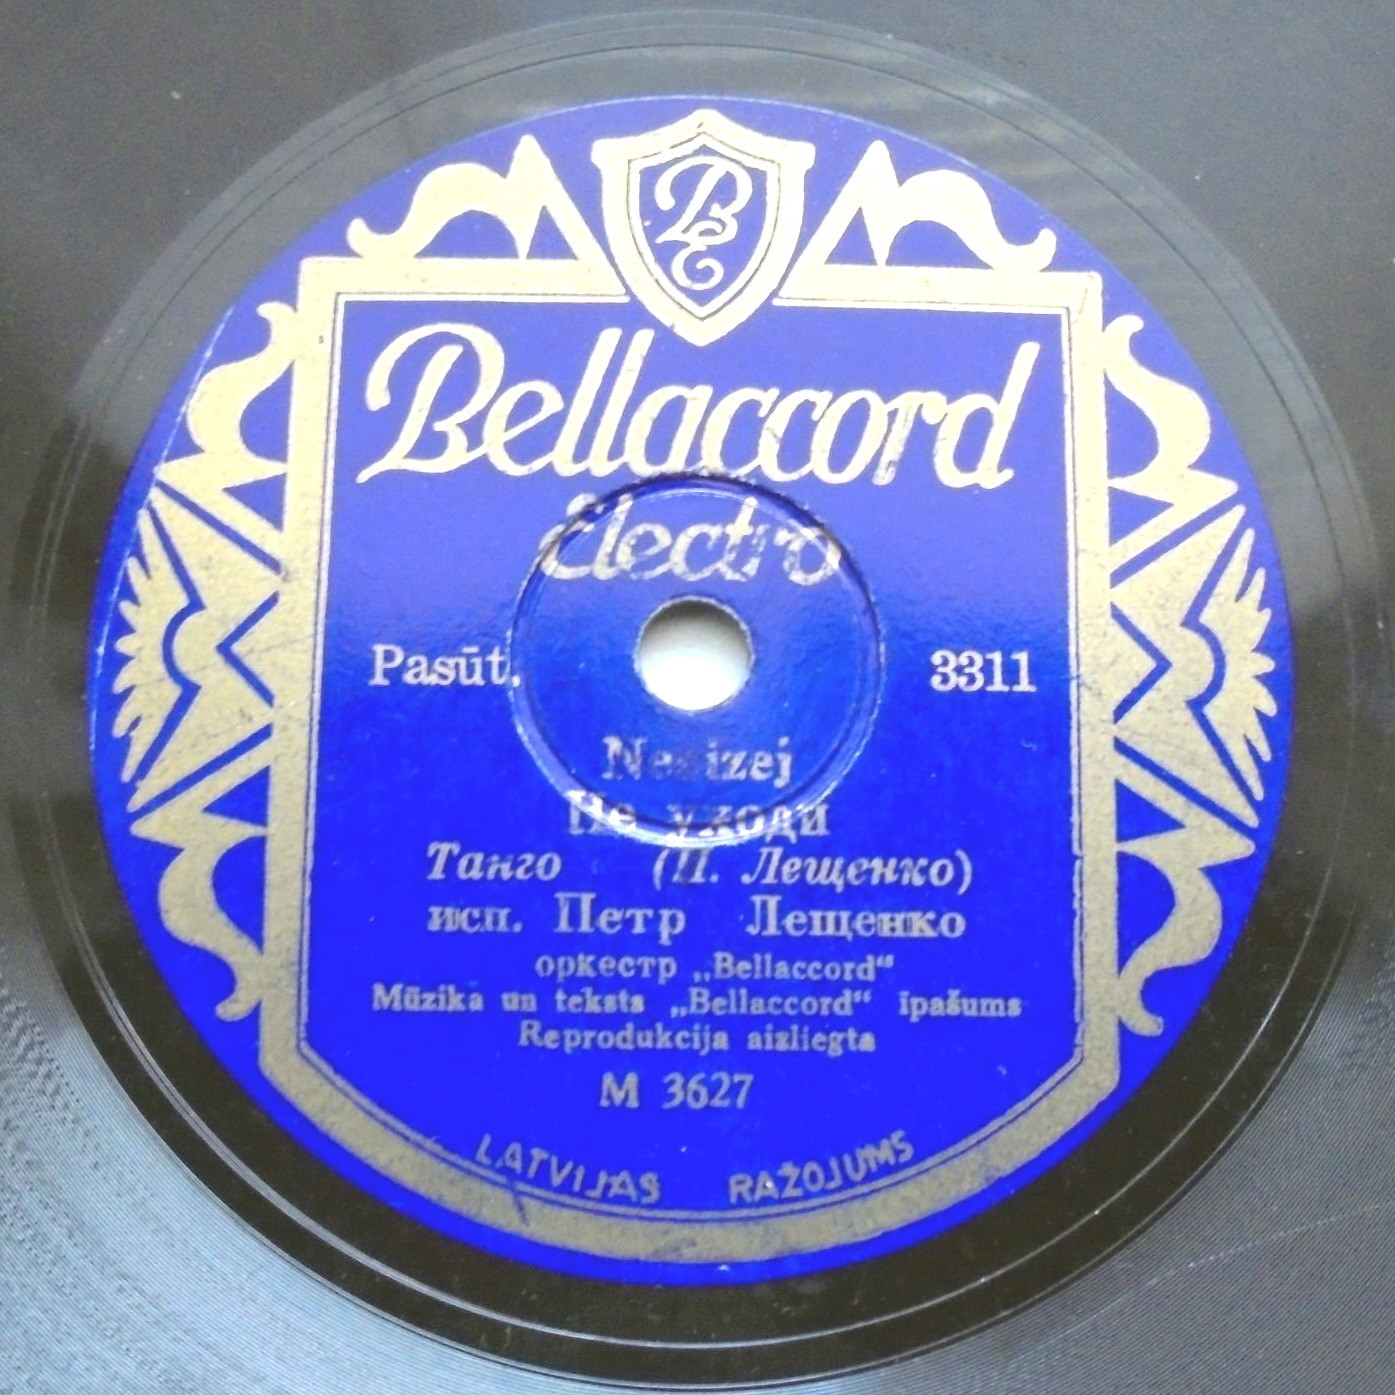 BE
Bellaccord
Electro
Pasūt. 3311
Neaizej
Не уходи
Танго (П. Лещенко)
исп. Петр Лещенко
оркестр „Bellaccord“
Mūzika un teksts „Bellaccord“ īpašums
Reprodukcija aizliegta
M 3627
LATVIJAS RAŽOJUMS